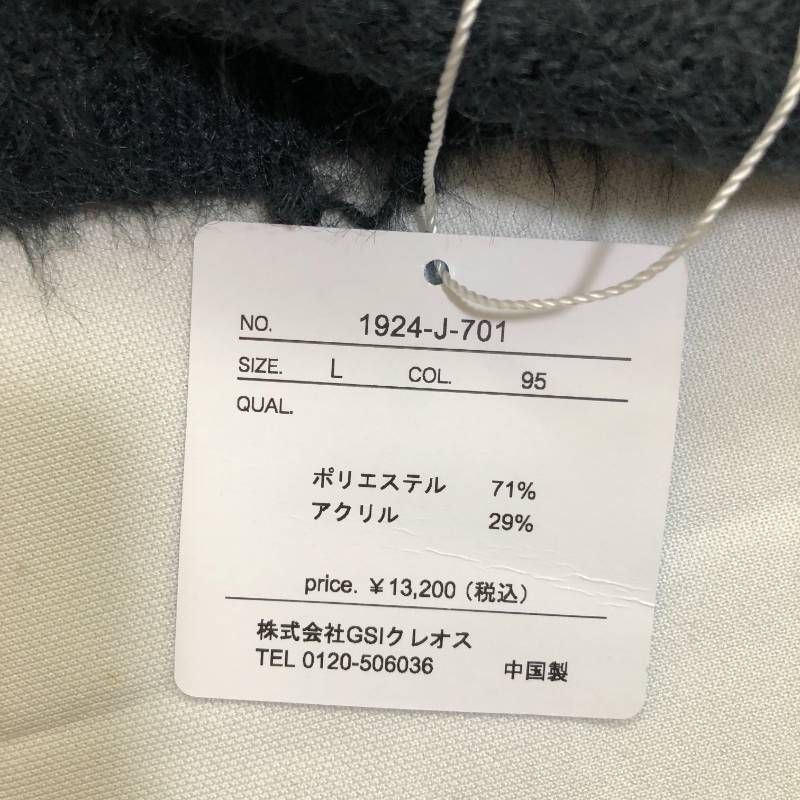 NO. 1924-J-701
SIZE. L COL. 95
QUAL.
ポリエステル 71%
アクリル 29%
price. ¥13,200（税込）
株式会社GSIクレオス
TEL 0120-506036 中国製